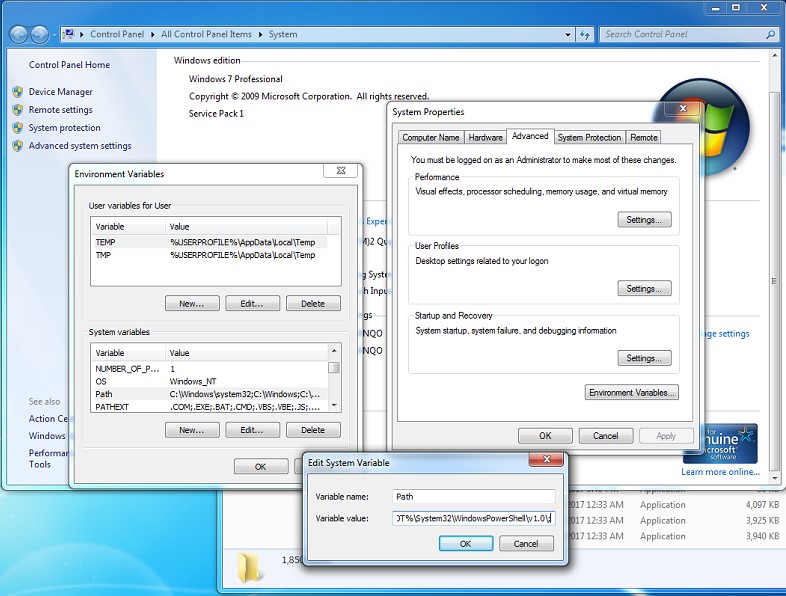 Control Panel
All Control Panel Items
System
Search Control Panel
Control Panel Home
Device Manager
Remote settings
System protection
Advanced system settings
See also
Action Ce
Windows
Performa
Tools
Windows edition
Windows 7 Professional
Copyright © 2009 Microsoft Corporation. All rights reserved.
Service Pack 1
Environment Variables
User variables for User
Variable Value
TEMP %USERPROFILE%\AppData\Local\Temp
TMP %USERPROFILE%\AppData\Local\Temp
New... Edit... Delete
System variables
Variable Value
NUMBER_OF_P... 1
OS Windows_NT
Path C:\Windows\system32;C:\Windows;C:\...
PATHEXT .COM;.EXE;.BAT;.CMD;.VBS;.VBE;.JS;....
New... Edit... Delete
OK
Exper
M)2 Qu
g System
h Inpu
gs
NQO
NQO
System Properties
Computer Name Hardware Advanced System Protection Remote
You must be logged on as an Administrator to make most of these changes.
Performance
Visual effects, processor scheduling, memory usage, and virtual memory
Settings...
User Profiles
Desktop settings related to your logon
Settings...
Startup and Recovery
System startup, system failure, and debugging information
Settings...
Environment Variables...
OK Cancel Apply
nge settings
for
nuine
Microsoft
software
Learn more online...
Edit System Variable
Variable name: Path
Variable value: OT%\System32\WindowsPowerShell\v1.0\;
OK Cancel
Application
2017 12:33 AM Application 4,097 KB
2017 12:33 AM Application 3,925 KB
2017 12:33 AM Application 3,940 KB